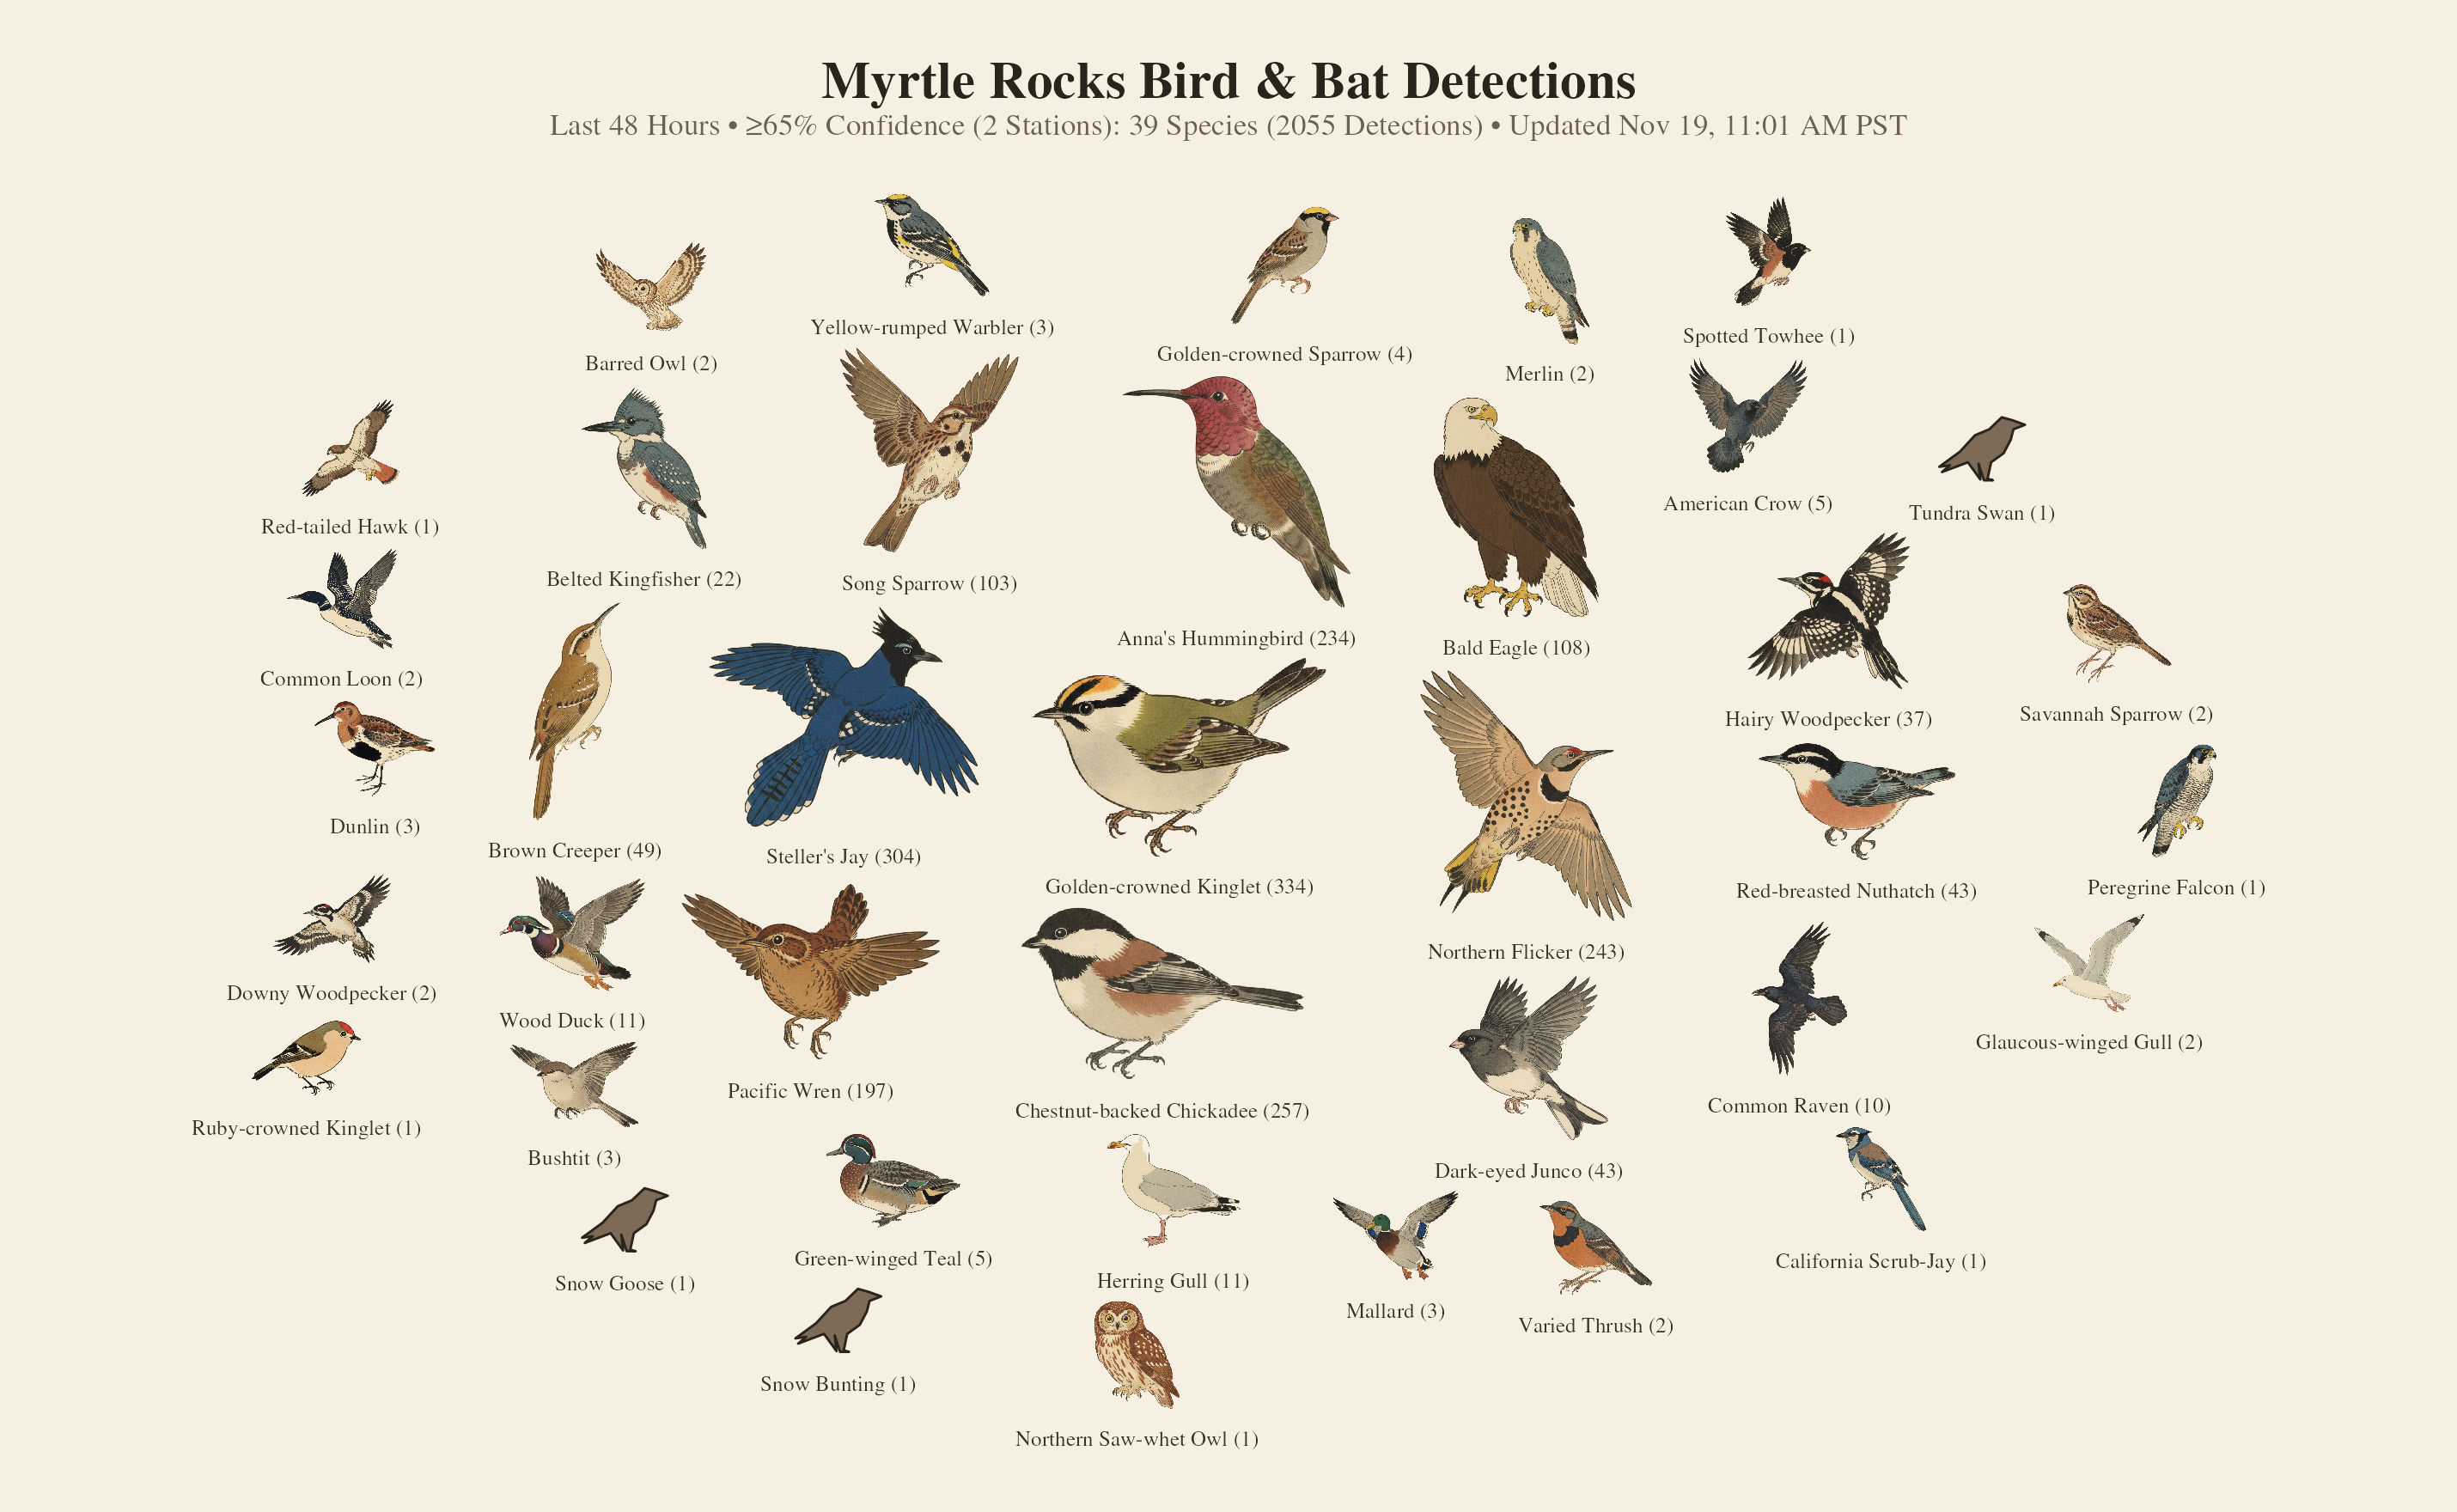 Myrtle Rocks Bird & Bat Detections
Last 48 Hours • ≥65% Confidence (2 Stations): 39 Species (2055 Detections) • Updated Nov 19, 11:01 AM PST
Yellow-rumped Warbler (3)
Spotted Towhee (1)
Golden-crowned Sparrow (4)
Barred Owl (2)
Merlin (2)
American Crow (5)
Tundra Swan (1)
Red-tailed Hawk (1)
Belted Kingfisher (22)
Song Sparrow (103)
Anna's Hummingbird (234)
Bald Eagle (108)
Common Loon (2)
Savannah Sparrow (2)
Hairy Woodpecker (37)
Dunlin (3)
Brown Creeper (49)
Steller's Jay (304)
Golden-crowned Kinglet (334)
Peregrine Falcon (1)
Red-breasted Nuthatch (43)
Northern Flicker (243)
Downy Woodpecker (2)
Wood Duck (11)
Glaucous-winged Gull (2)
Pacific Wren (197)
Common Raven (10)
Chestnut-backed Chickadee (257)
Ruby-crowned Kinglet (1)
Bushtit (3)
Dark-eyed Junco (43)
Green-winged Teal (5)
California Scrub-Jay (1)
Herring Gull (11)
Snow Goose (1)
Mallard (3)
Varied Thrush (2)
Snow Bunting (1)
Northern Saw-whet Owl (1)